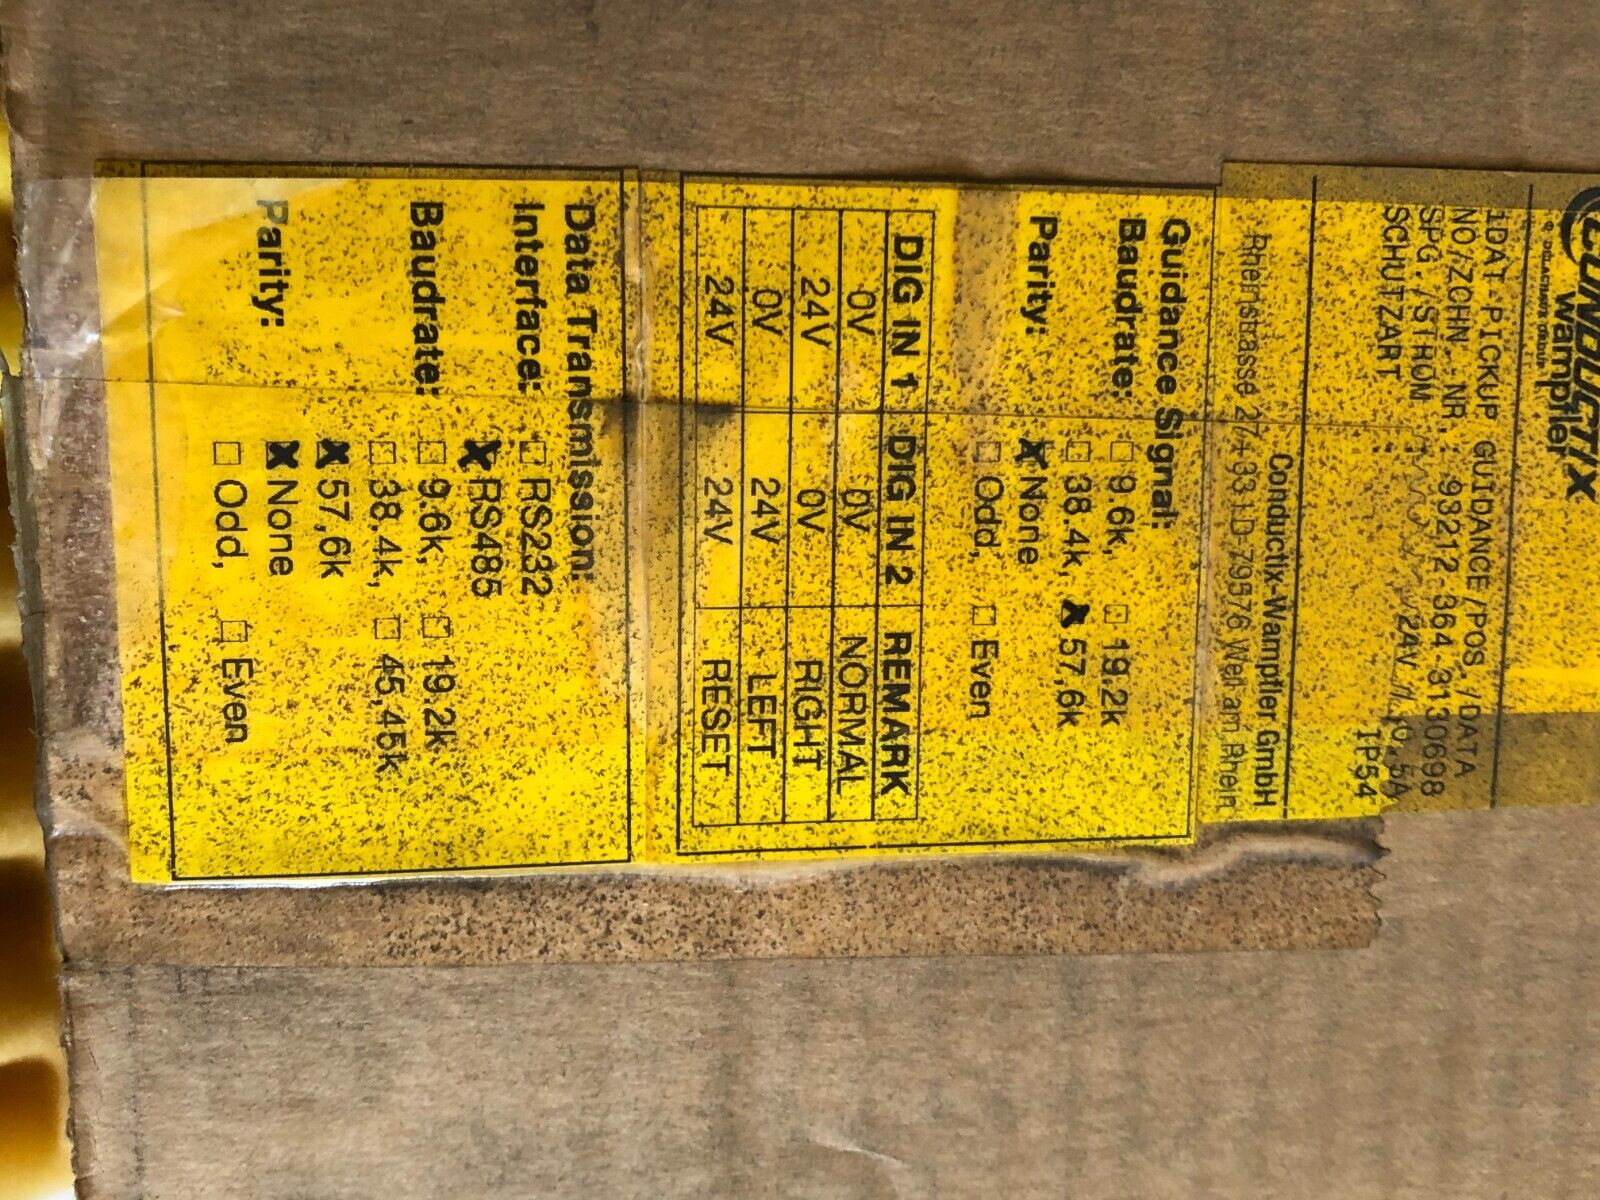 CONDUCTIX
wampfler
iDAT-PICKUP GUIDANCE/POS./DATA
NO/ZCHN.-NR. : 93212-364-3130698
SPG./STROM : /24V 0,5A
SCHUTZART : IP54
Conductix-Wampfler GmbH
Rheinstrasse 27+33 D-79576 Weil am Rhein
Guidance Signal:
Baudrate: ☐ 9.6k, ☐ 19.2k
☐ 38.4k, ☒ 57,6k
Parity: ☒ None
☐ Odd, ☐ Even
DIG IN 1 DIG IN 2 REMARK
0V 0V NORMAL
24V 0V RIGHT
0V 24V LEFT
24V 24V RESET
Data Transmission:
Interface: ☐ RS232
☒ RS485
Baudrate: ☐ 9.6k, ☐ 19.2k
☐ 38,4k, ☐ 45,45k
☒ 57,6k
Parity: ☒ None
☐ Odd, ☐ Even